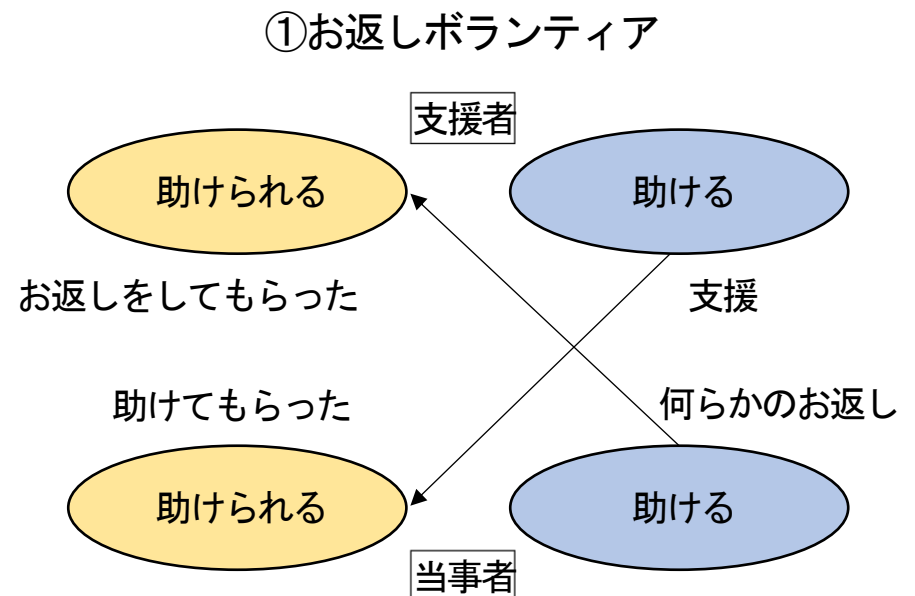 ①お返しボランティア
支援者
助けられる
助ける
お返しをしてもらった
支援
助けてもらった
何らかのお返し
助けられる
助ける
当事者